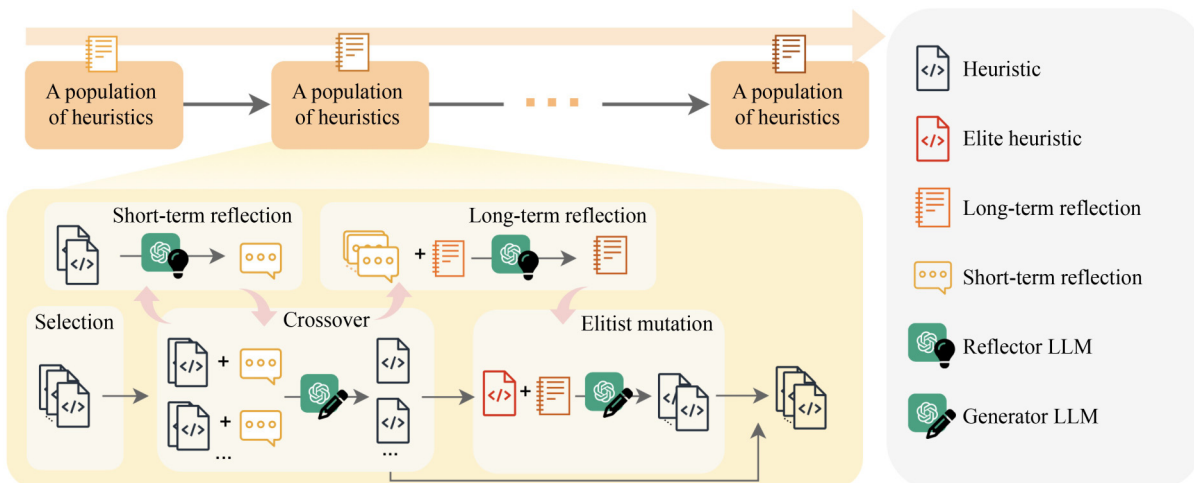 A population
of heuristics
A population
of heuristics
A population
of heuristics
Short-term reflection
Long-term reflection
+
Selection
Crossover
Elitist mutation
+
+
+
...
...
Heuristic
Elite heuristic
Long-term reflection
Short-term reflection
Reflector LLM
Generator LLM